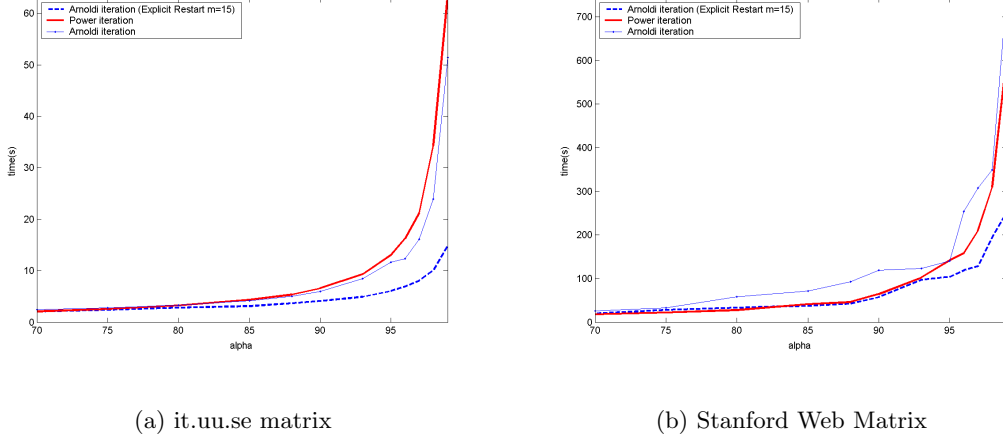 Arnoldi iteration (Explicit Restart m=15)
Power iteration
Arnoldi iteration
60
50
40
30
20
10
0
time(s)
70
75
80
85
90
95
alpha
(a) it.uu.se matrix
Arnoldi iteration (Explicit Restart m=15)
Power iteration
Arnoldi iteration
700
600
500
400
300
200
100
0
time(s)
70
75
80
85
90
95
alpha
(b) Stanford Web Matrix